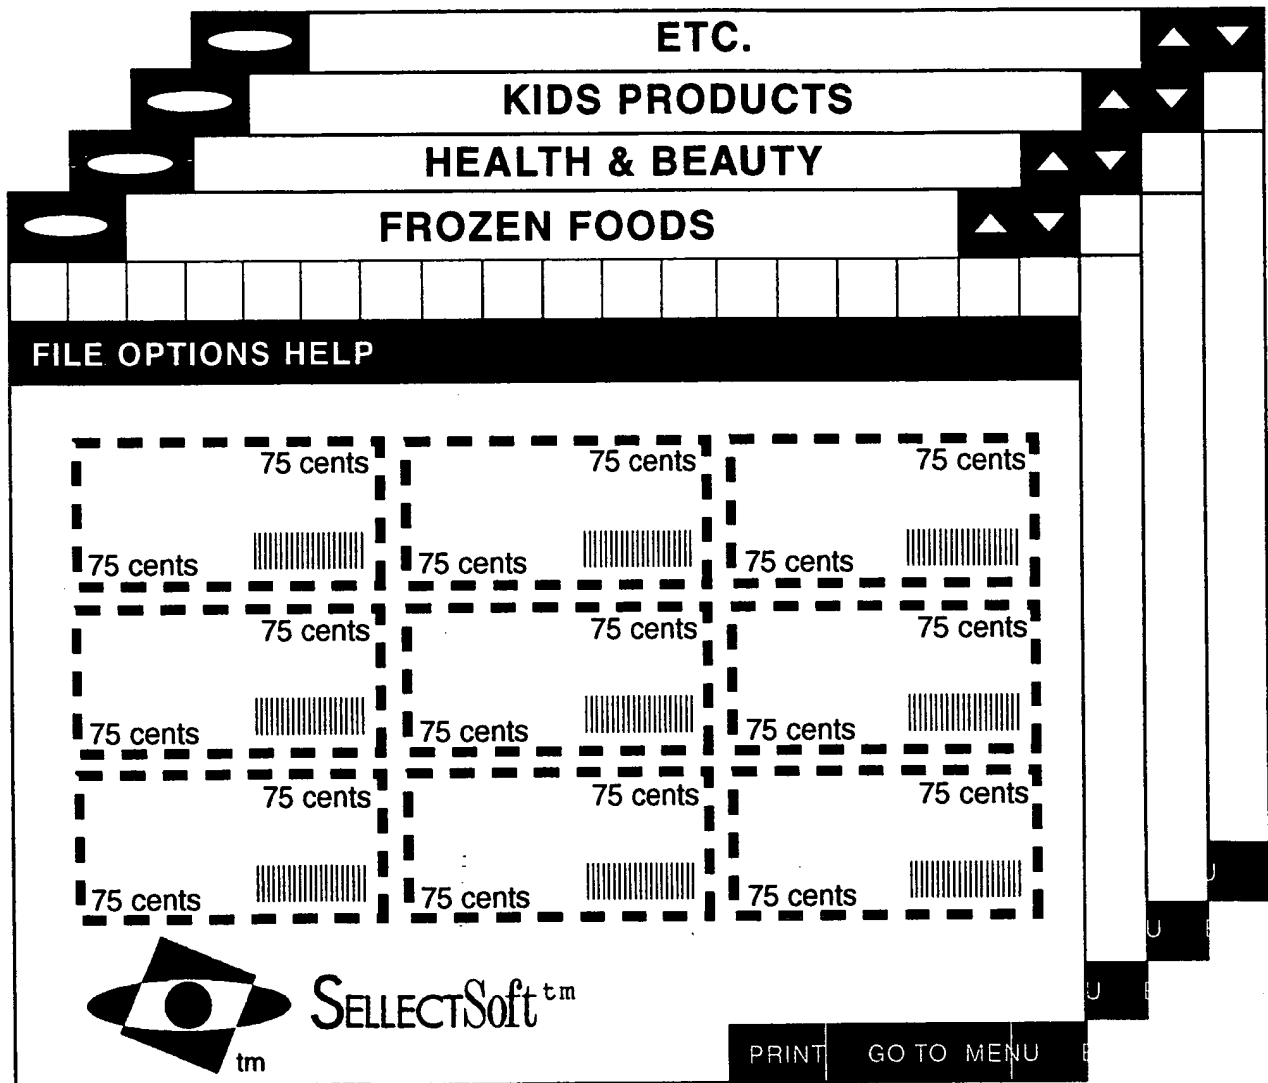 ETC.
KIDS PRODUCTS
HEALTH & BEAUTY
FROZEN FOODS
FILE OPTIONS HELP
75 cents 75 cents 75 cents
75 cents 75 cents 75 cents
75 cents 75 cents 75 cents
75 cents 75 cents 75 cents
75 cents 75 cents 75 cents
75 cents 75 cents 75 cents
U
U
SELLECTSoft tm
tm
PRINT GO TO MENU